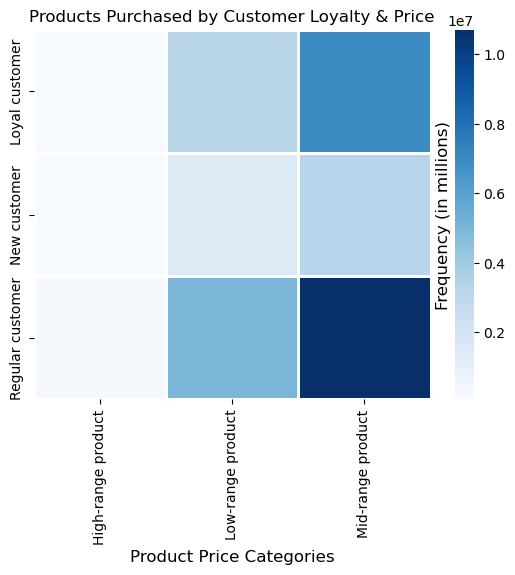 Products Purchased by Customer Loyalty & Price
1e7
Loyal customer
New customer
Regular customer
High-range product
Low-range product
Mid-range product
Product Price Categories
1.0
0.8
0.6
0.4
0.2
Frequency (in millions)